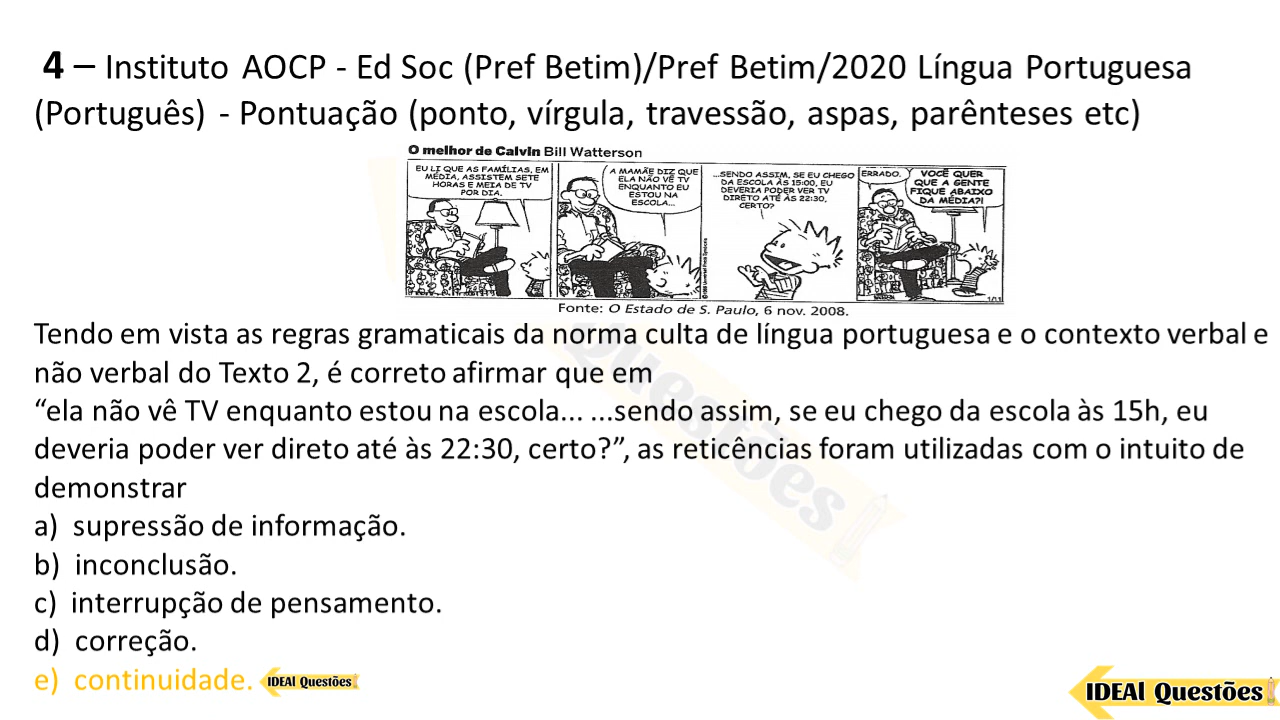 4 – Instituto AOCP - Ed Soc (Pref Betim)/Pref Betim/2020 Língua Portuguesa
(Português) - Pontuação (ponto, vírgula, travessão, aspas, parênteses etc)
O melhor de Calvin Bill Watterson
EU LI QUE AS FAMÍLIAS, EM
MÉDIA, ASSISTEM SETE
HORAS E MEIA DE TV
POR DIA.
A MAMÃE DIZ QUE
ELA NÃO VÊ TV
ENQUANTO EU
ESTOU NA
ESCOLA...
...SENDO ASSIM, SE EU CHEGO
DA ESCOLA ÀS 15:00, EU
DEVERIA PODER VER TV
DIRETO ATÉ ÀS 22:30,
CERTO?
ERRADO.
VOCÊ QUER
QUE A GENTE
FIQUE ABAIXO
DA MÉDIA?!
Fonte: O Estado de S. Paulo, 6 nov. 2008.
Tendo em vista as regras gramaticais da norma culta de língua portuguesa e o contexto verbal e
não verbal do Texto 2, é correto afirmar que em
“ela não vê TV enquanto estou na escola... ...sendo assim, se eu chego da escola às 15h, eu
deveria poder ver direto até às 22:30, certo?”, as reticências foram utilizadas com o intuito de
demonstrar
a) supressão de informação.
b) inconclusão.
c) interrupção de pensamento.
d) correção.
e) continuidade. IDEAl Questões
IDEAl Questões
Questões